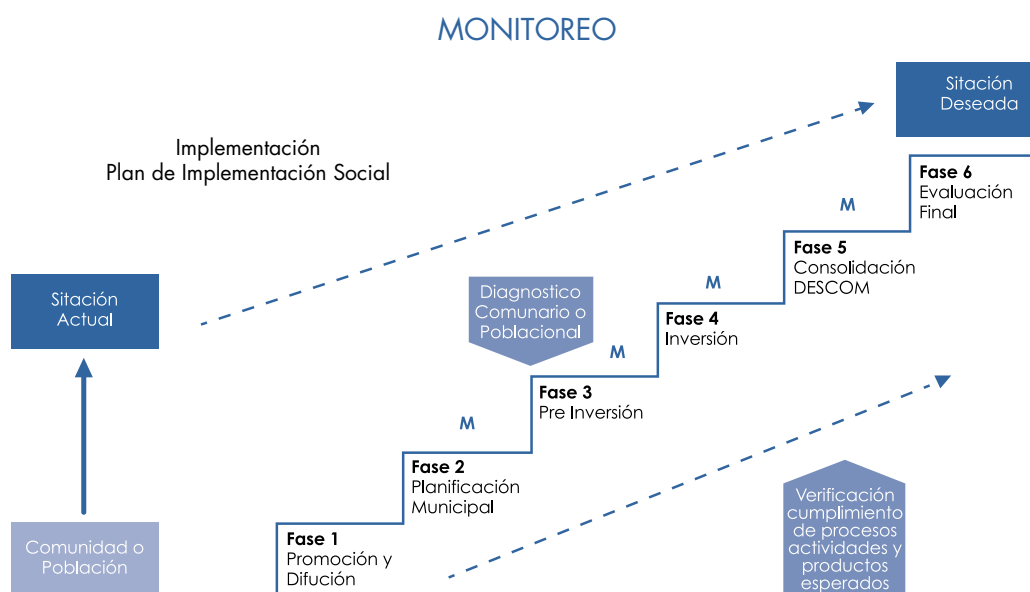 MONITOREO
Sitación
Deseada
Implementación
Plan de Implementación Social
Fase 6
Evaluación
Final
M
Fase 5
Consolidación
DESCOM
Sitación
Actual
Diagnostico
Comunario o
Poblacional
M
Fase 4
Inversión
M
Fase 3
Pre Inversión
M
Fase 2
Planificación
Municipal
Verificación
cumplimiento
de procesos
actividades y
productos
esperados
Comunidad o
Población
Fase 1
Promoción y
Difución